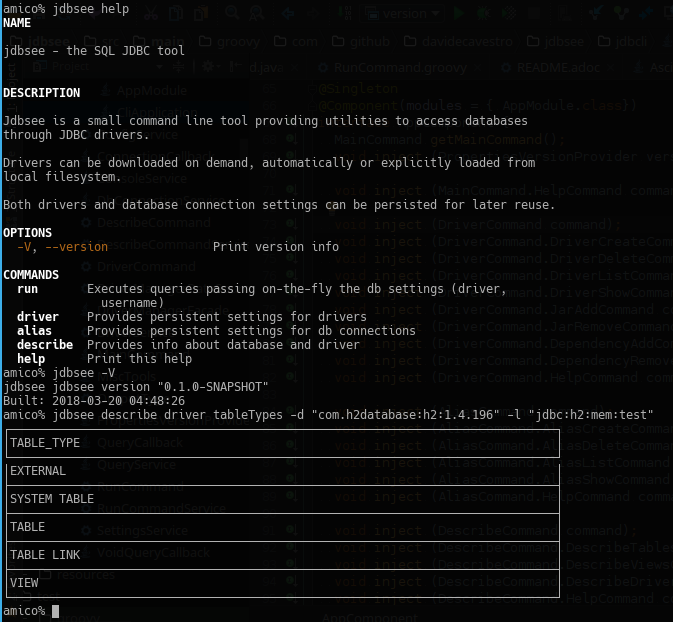 amico% jdbsee help
NAME
jdbsee - the SQL JDBC tool
DESCRIPTION
Jdbsee is a small command line tool providing utilities to access databases
through JDBC drivers.
Drivers can be downloaded on demand, automatically or explicitly loaded from
local filesystem.
Both drivers and database connection settings can be persisted for later reuse.
OPTIONS
-V, --version Print version info
COMMANDS
run Executes queries passing on-the-fly the db settings (driver,
username)
driver Provides persistent settings for drivers
alias Provides persistent settings for db connections
describe Provides info about database and driver
help Print this help
amico% jdbsee -V
jdbsee jdbsee version "0.1.0-SNAPSHOT"
Built: 2018-03-20 04:48:26
amico% jdbsee describe driver tableTypes -d "com.h2database:h2:1.4.196" -l "jdbc:h2:mem:test"
TABLE_TYPE
EXTERNAL
SYSTEM TABLE
TABLE
TABLE LINK
VIEW
amico%